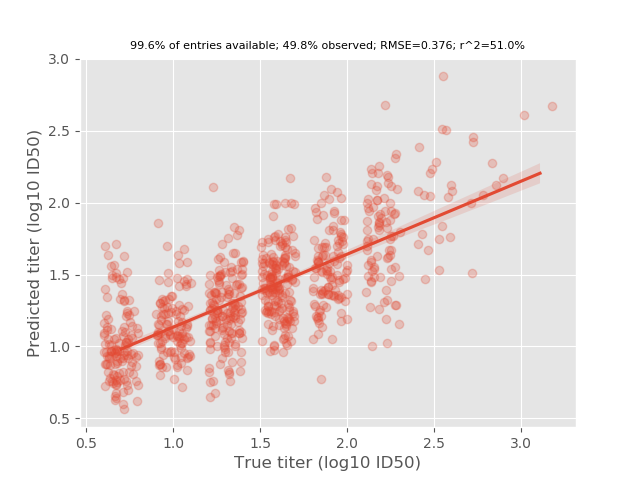 99.6% of entries available; 49.8% observed; RMSE=0.376; r^2=51.0%
3.0
2.5
2.0
1.5
1.0
0.5
Predicted titer (log10 ID50)
0.5 1.0 1.5 2.0 2.5 3.0
True titer (log10 ID50)